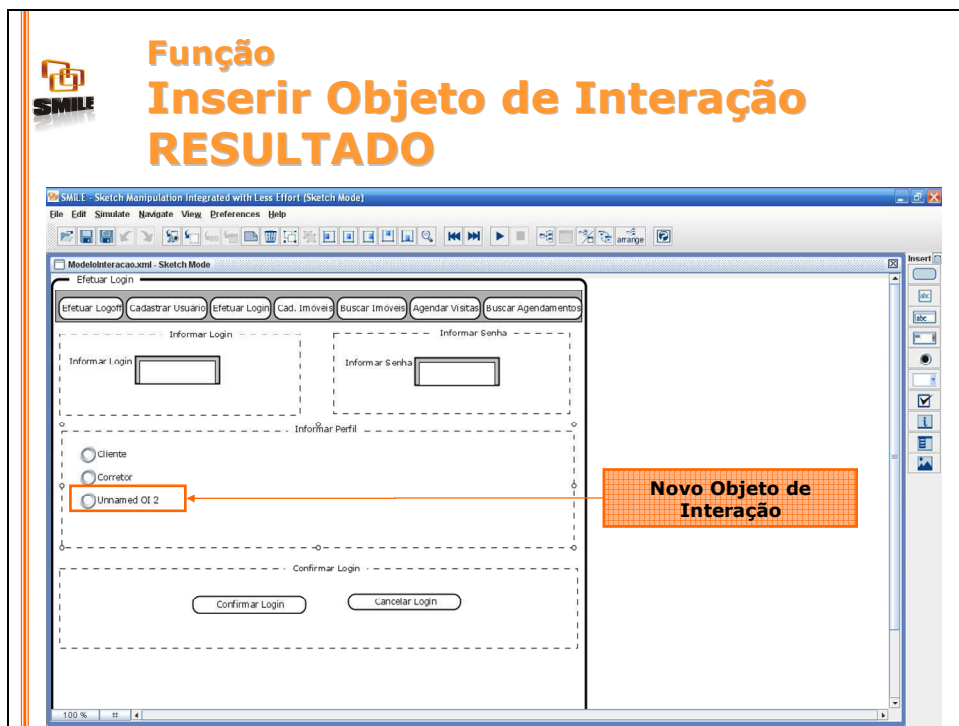 Função
Inserir Objeto de Interação
RESULTADO
SMILE
SMILE - Sketch Manipulation Integrated with Less Effort (Sketch Mode)
File Edit Simulate Navigate View Preferences Help
arrange
ModeloInteracao.xml - Sketch Mode
Insert
Efetuar Login
Efetuar Logoff Cadastrar Usuário Efetuar Login Cad. Imóveis Buscar Imóveis Agendar Visitas Buscar Agendamentos
Informar Login Informar Senha
Informar Login Informar Senha
Informar Perfil
Cliente
Corretor
Unnamed OI 2
Novo Objeto de
Interação
Confirmar Login
Confirmar Login Cancelar Login
100 %